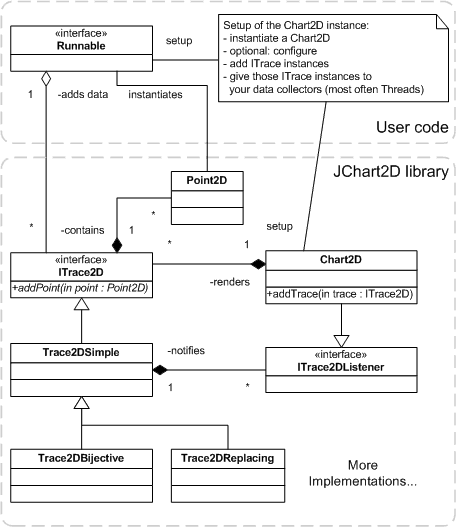 «interface»
Runnable
setup
Setup of the Chart2D instance:
- instantiate a Chart2D
- optional: configure
- add ITrace instances
- give those ITrace instances to
your data collectors (most often Threads)
1
-adds data
instantiates
User code
JChart2D library
Point2D
*
-contains
1
*
*
1
setup
«interface»
ITrace2D
+addPoint(in point : Point2D)
-renders
Chart2D
+addTrace(in trace : ITrace2D)
Trace2DSimple
-notifies
1
*
«interface»
ITrace2DListener
Trace2DBijective
Trace2DReplacing
More
Implementations...